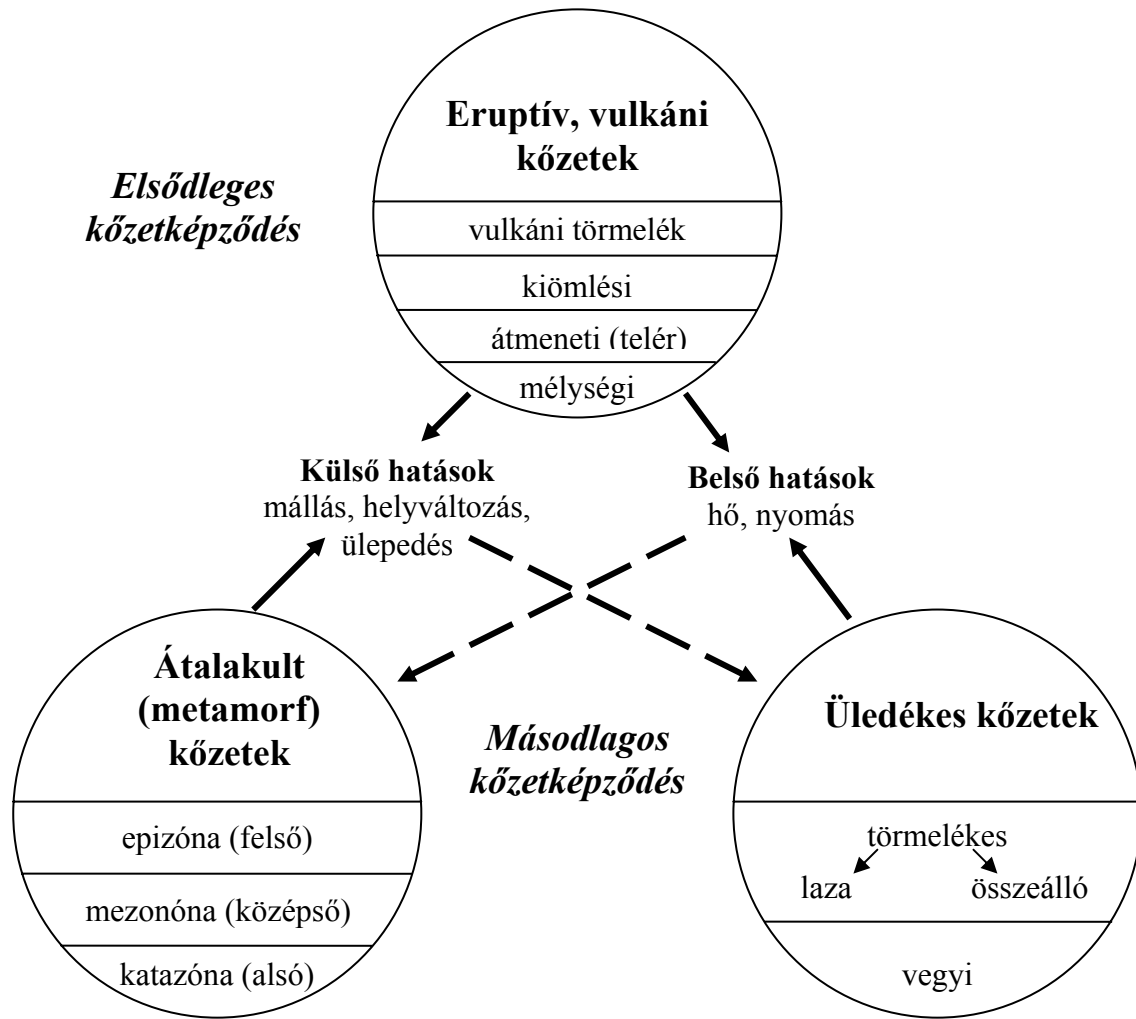 Eruptív, vulkáni
kőzetek
Elsődleges
kőzetképződés
vulkáni törmelék
kiömlési
átmeneti (telér)
mélységi
Külső hatások
mállás, helyváltozás,
ülepedés
Belső hatások
hő, nyomás
Átalakult
(metamorf)
kőzetek
Másodlagos
kőzetképződés
Üledékes kőzetek
epizóna (felső)
mezonóna (középső)
katazóna (alsó)
törmelékes
laza
összeálló
vegyi